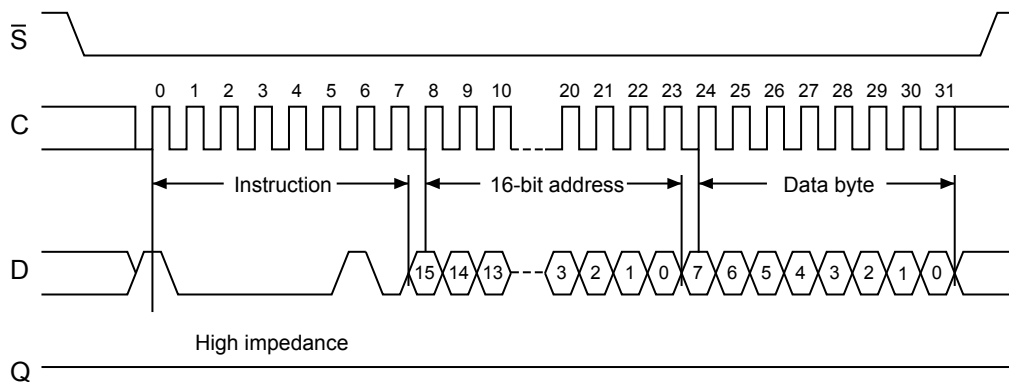 S̅
0 1 2 3 4 5 6 7 8 9 10 20 21 22 23 24 25 26 27 28 29 30 31
C
Instruction 16-bit address Data byte
D 15 14 13 3 2 1 0 7 6 5 4 3 2 1 0
High impedance
Q